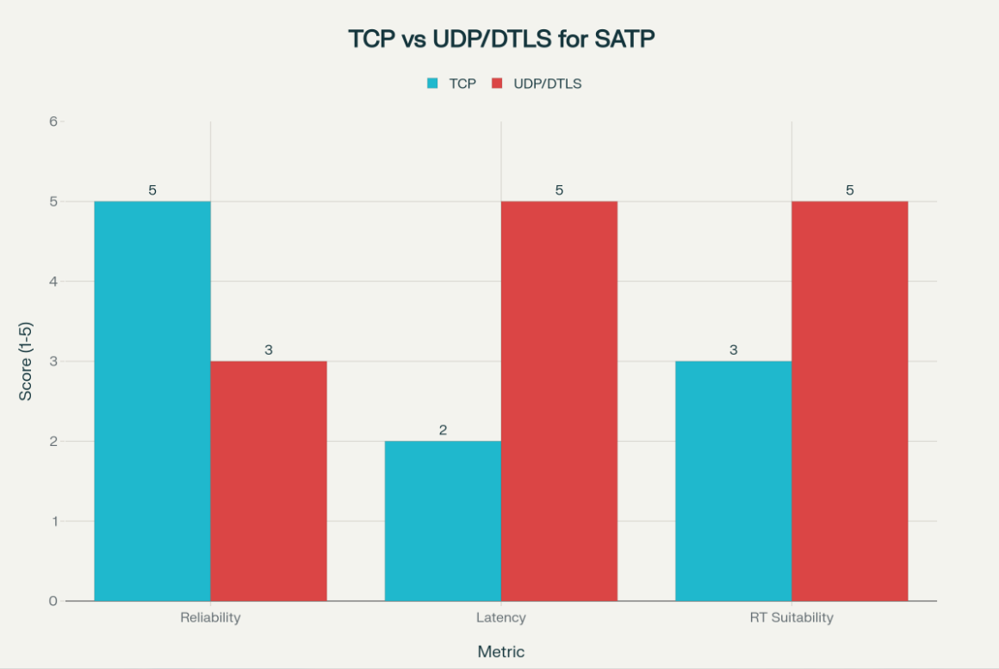 TCP vs UDP/DTLS for SATP
TCP UDP/DTLS
6
5
4
3
2
1
0
Score (1-5)
5
3
2
5
3
5
Reliability Latency RT Suitability
Metric